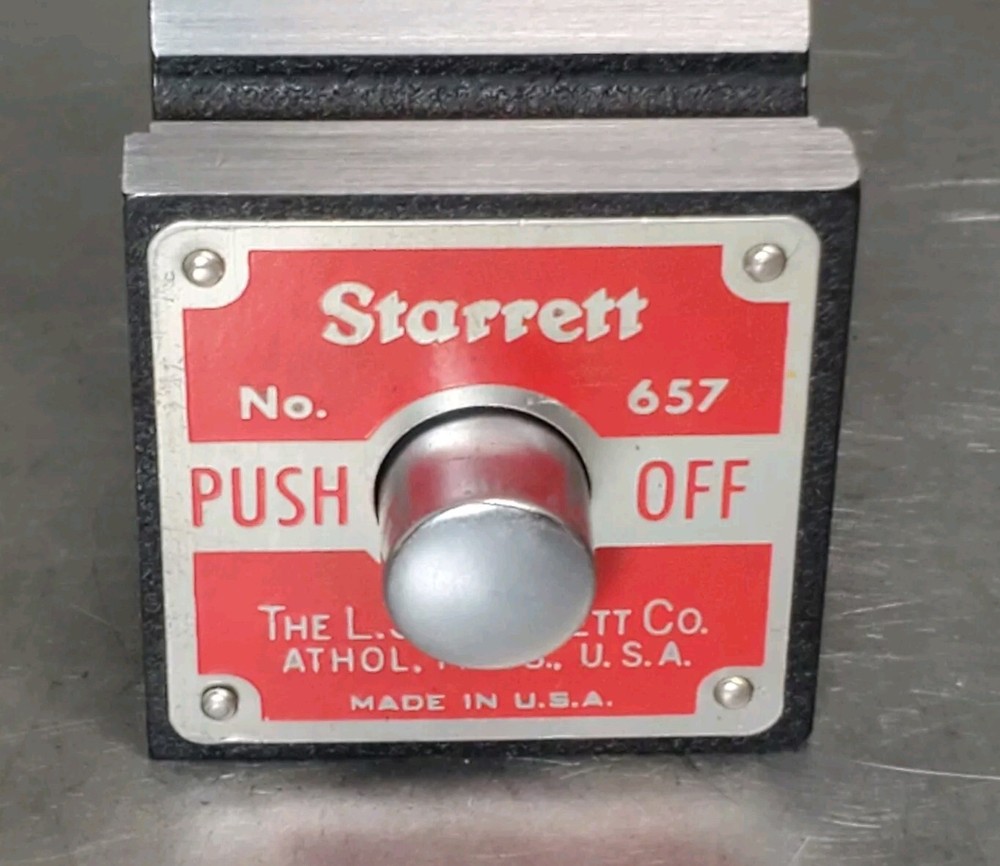 Starrett
No. 657
PUSH OFF
THE L. CO.
ATHOL, U.S.A.
MADE IN U.S.A.